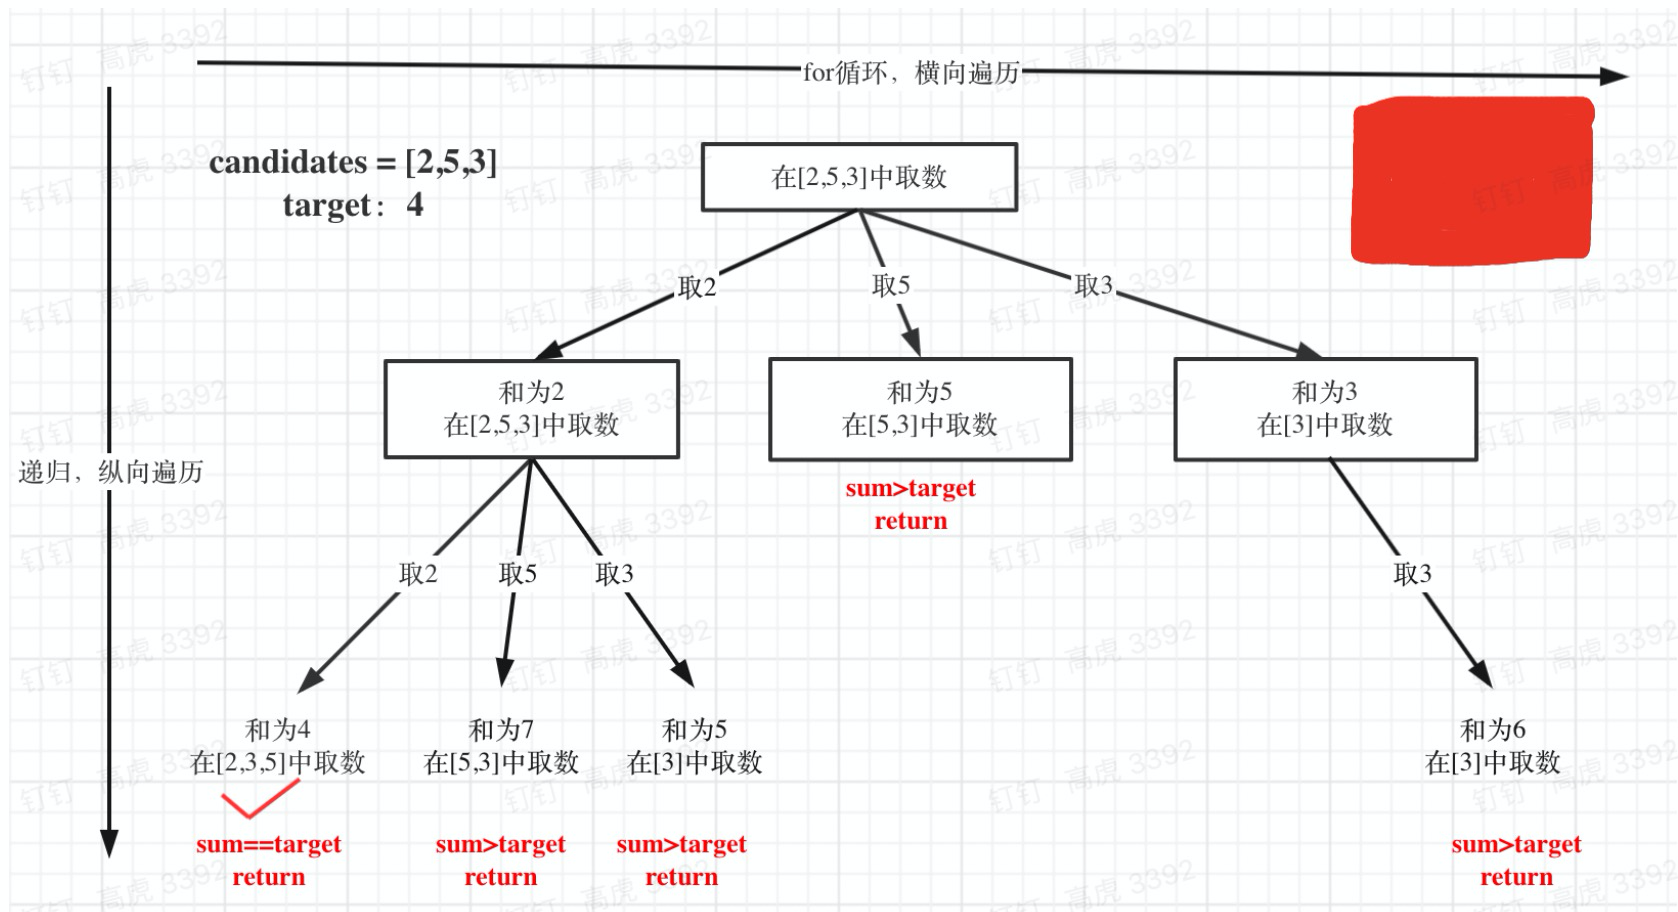 for循环，横向遍历
candidates = [2,5,3]
target： 4
在[2,5,3]中取数
取2
取5
取3
和为2
在[2,5,3]中取数
和为5
在[5,3]中取数
和为3
在[3]中取数
递归，纵向遍历
sum>target
return
取2
取5
取3
取3
和为4
在[2,3,5]中取数
和为7
在[5,3]中取数
和为5
在[3]中取数
和为6
在[3]中取数
sum==target
return
sum>target
return
sum>target
return
sum>target
return
钉钉 高虎 3392